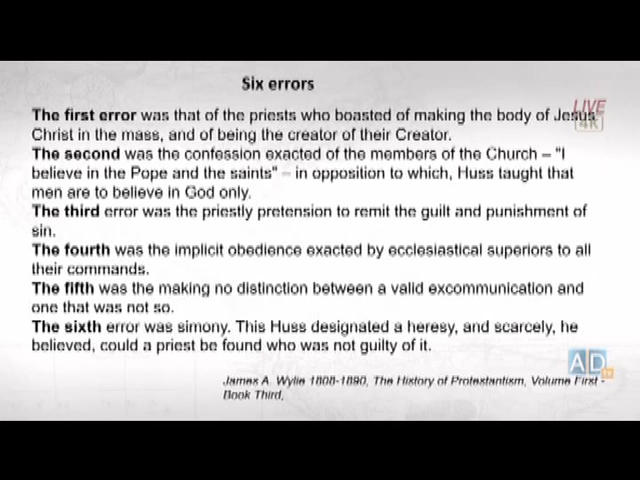 Six errors
The first error was that of the priests who boasted of making the body of Jesus
Christ in the mass, and of being the creator of their Creator.
The second was the confession exacted of the members of the Church – "I
believe in the Pope and the saints" – in opposition to which, Huss taught that
men are to believe in God only.
The third error was the priestly pretension to remit the guilt and punishment of
sin.
The fourth was the implicit obedience exacted by ecclesiastical superiors to all
their commands.
The fifth was the making no distinction between a valid excommunication and
one that was not so.
The sixth error was simony. This Huss designated a heresy, and scarcely, he
believed, could a priest be found who was not guilty of it.
James A. Wylie 1808-1890, The History of Protestantism, Volume First -
Book Third,
LIVE
4K
AD
tv